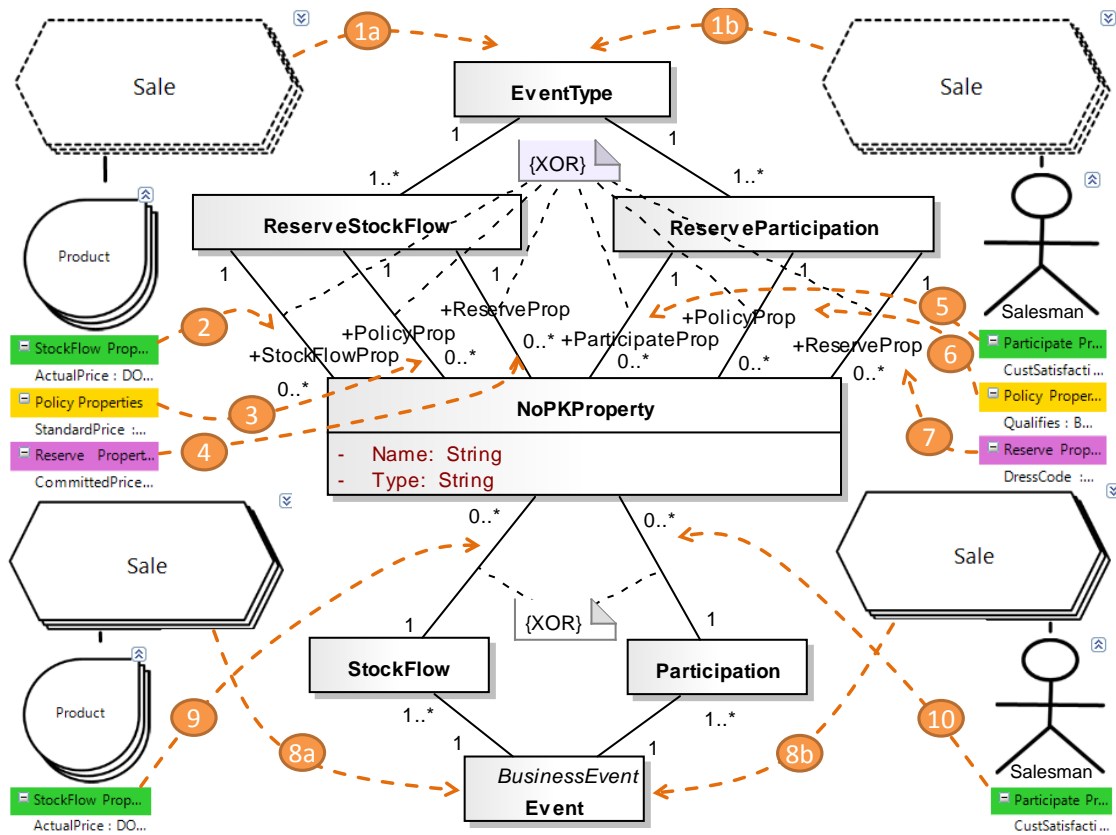 1a
1b
Sale
Sale
EventType
1
1
{XOR}
1..*
1..*
ReserveStockFlow
ReserveParticipation
Product
Salesman
1
1
1
1
1
1
+ReserveProp
+PolicyProp
+StockFlowProp
+PolicyProp
+ParticipateProp
+ReserveProp
0..*
0..*
0..*
0..*
0..*
0..*
2
3
4
5
6
7
StockFlow Prop...
ActualPrice : DO...
Policy Properties
StandardPrice :...
Reserve Propert...
CommittedPrice...
Participate Pr...
CustSatisfacti...
Policy Proper...
Qualifies : B...
Reserve Prop...
DressCode :...
NoPKProperty
- Name: String
- Type: String
0..*
0..*
Sale
Sale
{XOR}
1
1
StockFlow
Participation
Product
Salesman
9
10
1..*
1..*
8a
8b
1
1
BusinessEvent
Event
StockFlow Prop...
ActualPrice : DO...
Participate Pr...
CustSatisfacti...